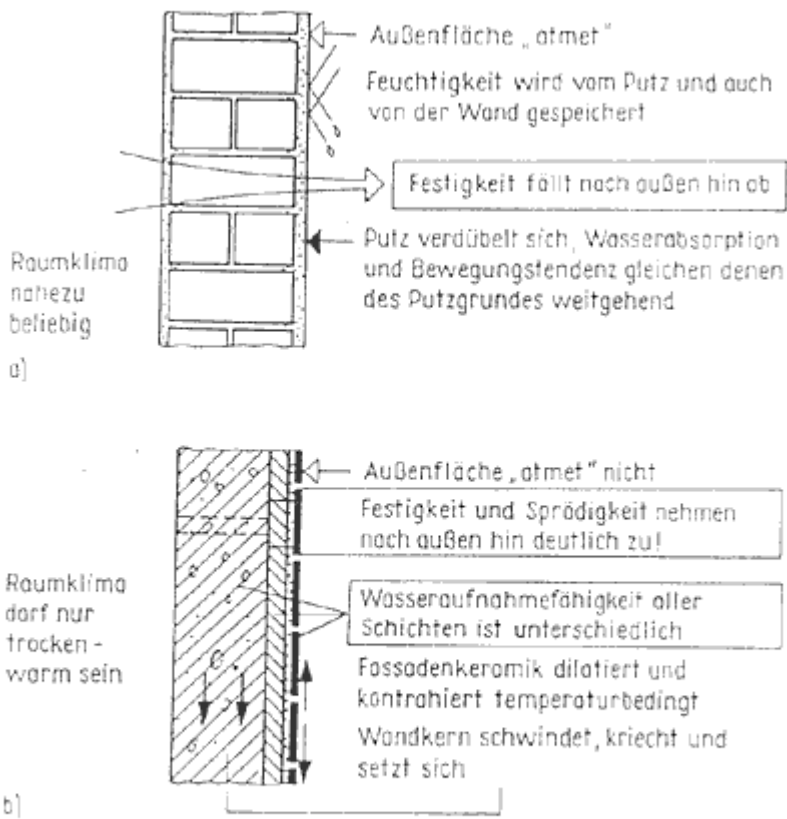 Außenfläche „atmet"
Feuchtigkeit wird vom Putz und auch
von der Wand gespeichert
Festigkeit fällt nach außen hin ab
Putz verdübelt sich, Wasserabsorption
und Bewegungstendenz gleichen denen
des Putzgrundes weitgehend
Raumklima
nahezu
beliebig
a)
Außenfläche „atmet" nicht
Festigkeit und Sprödigkeit nehmen
nach außen hin deutlich zu!
Raumklima
darf nur
trocken-
warm sein
Wasseraufnahmefähigkeit aller
Schichten ist unterschiedlich
Fassadenkeramik dilatiert und
kontrahiert temperaturbedingt
Wandkern schwindet, kriecht und
setzt sich
b)